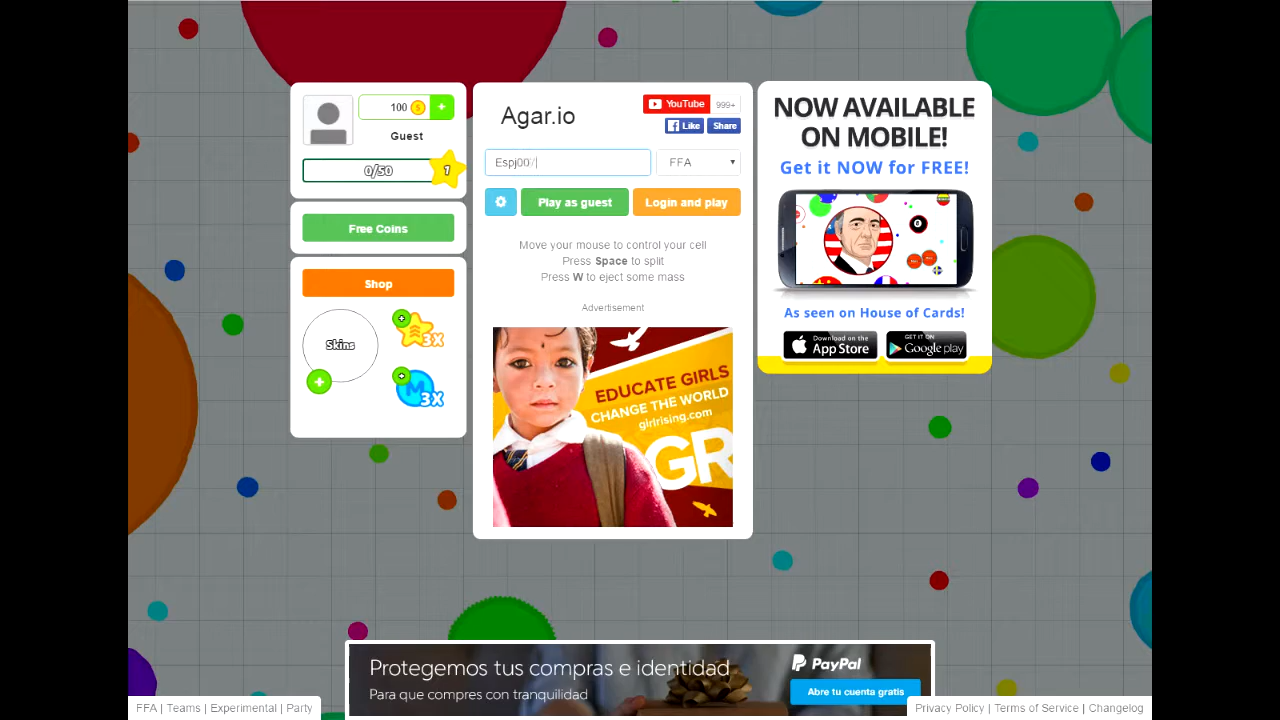 100
+
Guest
0/50
1
Free Coins
Shop
Skins
+
3X
M
3X
Agar.io
YouTube 999+
Like Share
FFA
Play as guest
Login and play
Move your mouse to control your cell
Press Space to split
Press W to eject some mass
Advertisement
EDUCATE GIRLS
CHANGE THE WORLD
girlrising.com
GR
NOW AVAILABLE
ON MOBILE!
Get it NOW for FREE!
8
As seen on House of Cards!
Download on the
App Store
GET IT ON
Google play
Protegemos tus compras e identidad
Para que compres con tranquilidad
PayPal
Abre tu cuenta gratis
FFA | Teams | Experimental | Party
Privacy Policy | Terms of Service | Changelog